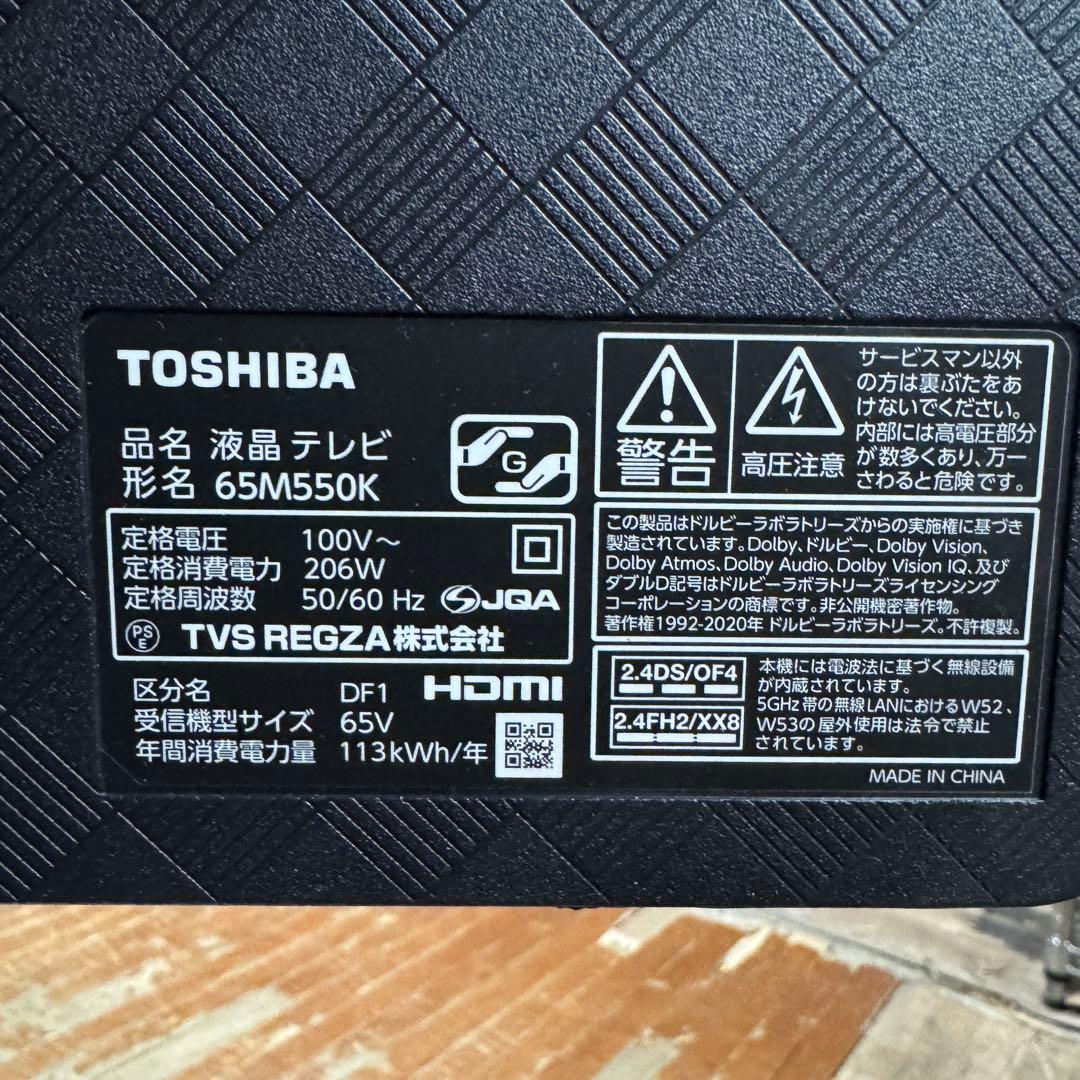 TOSHIBA
品名 液晶テレビ
形名 65M550K
G
定格電圧 100V～
定格消費電力 206W
定格周波数 50/60 Hz JQA
PS
E
TVS REGZA株式会社
区分名 DF1 HDMI
受信機型サイズ 65V
年間消費電力量 113kWh/年
警告
高圧注意
サービスマン以外
の方は裏ぶたをあ
けないでください。
内部には高電圧部分
が数多くあり、万一
さわると危険です。
この製品はドルビーラボラトリーズからの実施権に基づき
製造されています。Dolby、ドルビー、Dolby Vision、
Dolby Atmos、Dolby Audio、Dolby Vision IQ、及び
ダブルD記号はドルビーラボラトリーズライセンシング
コーポレーションの商標です。非公開機密著作物。
著作権1992-2020年 ドルビーラボラトリーズ。不許複製。
2.4DS/OF4
2.4FH2/XX8
本機には電波法に基づく無線設備
が内蔵されています。
5GHz帯の無線LANにおけるW52、
W53の屋外使用は法令で禁止
されています。
MADE IN CHINA